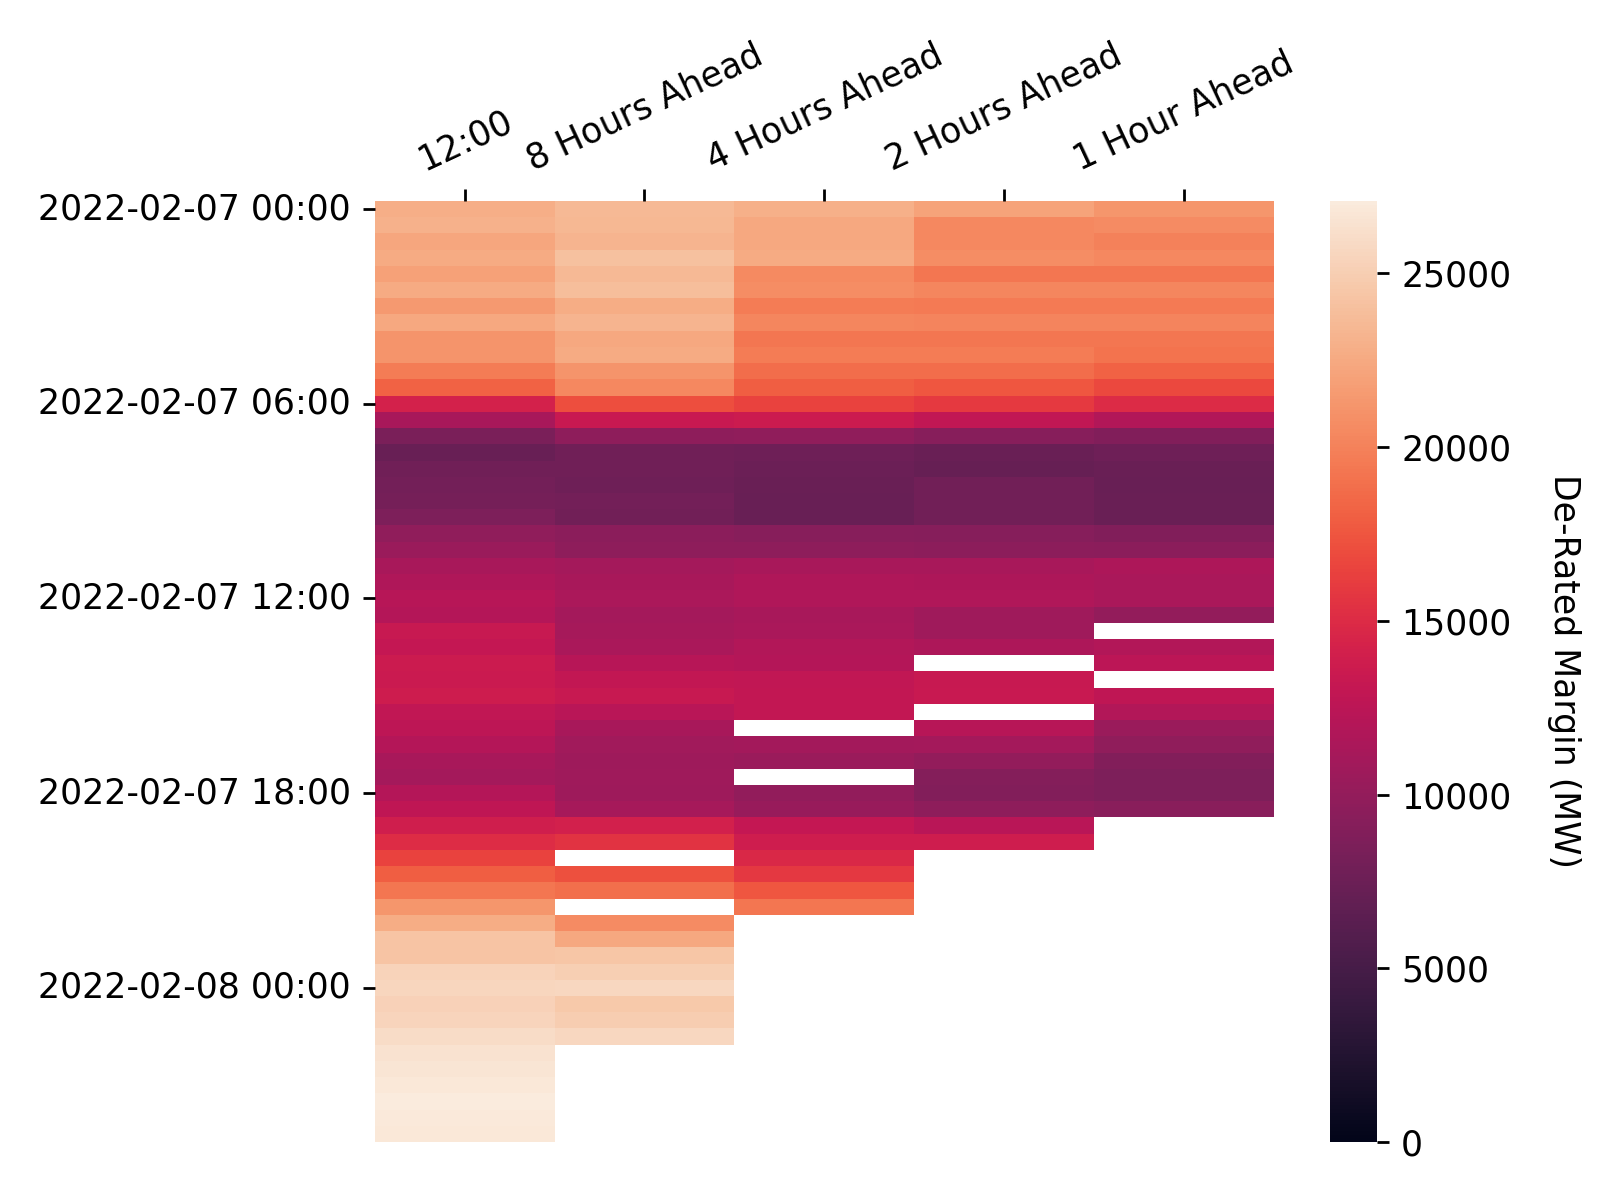 12:00
8 Hours Ahead
4 Hours Ahead
2 Hours Ahead
1 Hour Ahead
2022-02-07 00:00
2022-02-07 06:00
2022-02-07 12:00
2022-02-07 18:00
2022-02-08 00:00
25000
20000
15000
10000
5000
0
De-Rated Margin (MW)